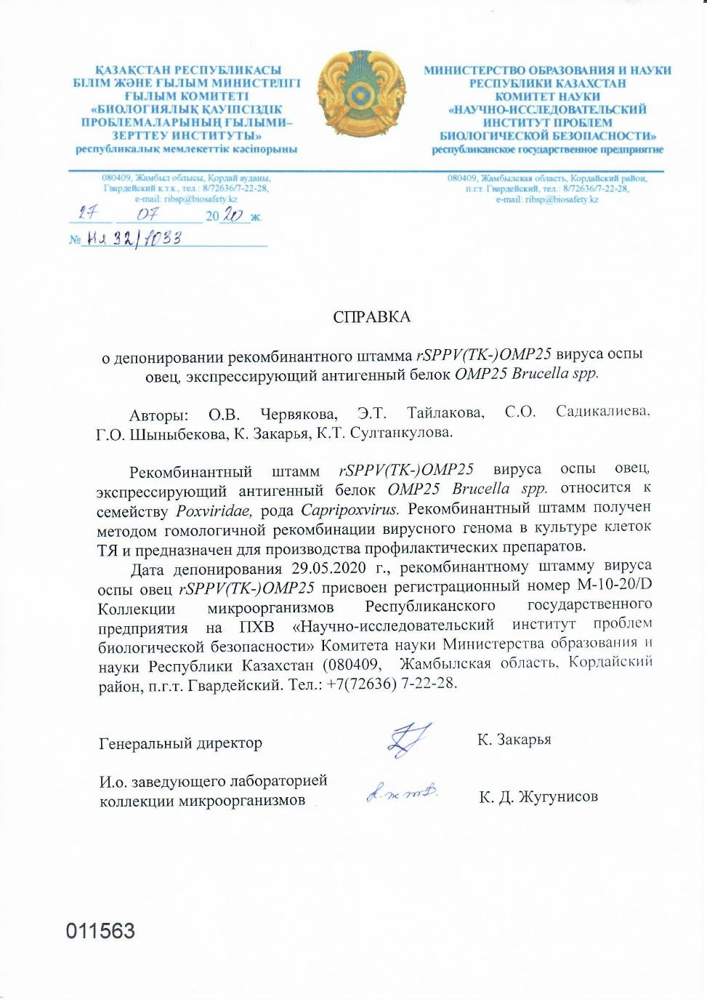 ҚАЗАҚСТАН РЕСПУБЛИКАСЫ
БІЛІМ ЖӘНЕ ҒЫЛЫМ МИНИСТРЛІГІ
ҒЫЛЫМ КОМИТЕТІ
«БИОЛОГИЯЛЫҚ ҚАУІПСІЗДІК
ПРОБЛЕМАЛАРЫНЫҢ ҒЫЛЫМИ–
ЗЕРТТЕУ ИНСТИТУТЫ»
республикалық мемлекеттік кәсіпорыны
МИНИСТЕРСТВО ОБРАЗОВАНИЯ И НАУКИ
РЕСПУБЛИКИ КАЗАХСТАН
КОМИТЕТ НАУКИ
«НАУЧНО-ИССЛЕДОВАТЕЛЬСКИЙ
ИНСТИТУТ ПРОБЛЕМ
БИОЛОГИЧЕСКОЙ БЕЗОПАСНОСТИ»
республиканское государственное предприятие
080409, Жамбыл облысы, Қордай ауданы,
Гвардейский к.т.к., тел.: 8/72636/7-22-28,
e-mail: ribsp@biosafety.kz
080409, Жамбылская область, Кордайский район,
п.г.т. Гвардейский, тел.: 8/72636/7-22-28,
e-mail: ribsp@biosafety.kz
27 07 2020 ж.
№ Ил 32/1033
СПРАВКА
о депонировании рекомбинантного штамма rSPPV(TK-)OMP25 вируса оспы
овец, экспрессирующий антигенный белок OMP25 Brucella spp.
Авторы: О.В. Червякова, Э.Т. Тайлакова, С.О. Садикалиева,
Г.О. Шыныбекова, К. Закарья, К.Т. Султанкулова.
Рекомбинантный штамм rSPPV(TK-)OMP25 вируса оспы овец,
экспрессирующий антигенный белок OMP25 Brucella spp. относится к
семейству Poxviridae, рода Capripoxvirus. Рекомбинантный штамм получен
методом гомологичной рекомбинации вирусного генома в культуре клеток
ТЯ и предназначен для производства профилактических препаратов.
Дата депонирования 29.05.2020 г., рекомбинантному штамму вируса
оспы овец rSPPV(TK-)OMP25 присвоен регистрационный номер М-10-20/D
Коллекции микроорганизмов Республиканского государственного
предприятия на ПХВ «Научно-исследовательский институт проблем
биологической безопасности» Комитета науки Министерства образования и
науки Республики Казахстан (080409, Жамбылская область, Кордайский
район, п.г.т. Гвардейский. Тел.: +7(72636) 7-22-28.
Генеральный директор К. Закарья
И.о. заведующего лабораторией
коллекции микроорганизмов К. Д. Жугунисов
011563